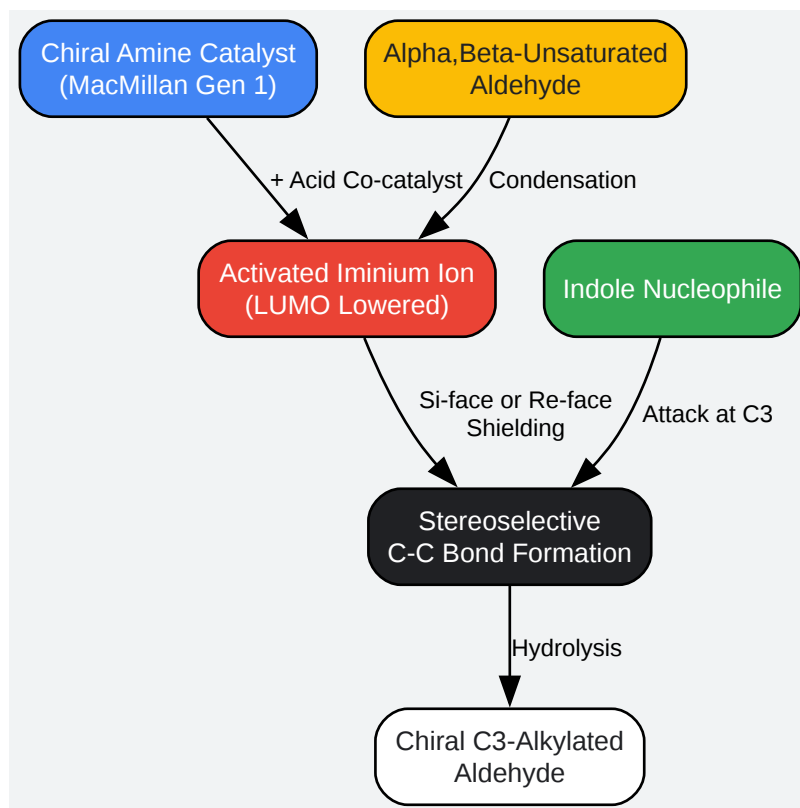 Chiral Amine Catalyst
(MacMillan Gen 1)
Alpha,Beta-Unsaturated
Aldehyde
+ Acid Co-catalyst
Condensation
Activated Iminium Ion
(LUMO Lowered)
Indole Nucleophile
Si-face or Re-face
Shielding
Attack at C3
Stereoselective
C-C Bond Formation
Hydrolysis
Chiral C3-Alkylated
Aldehyde